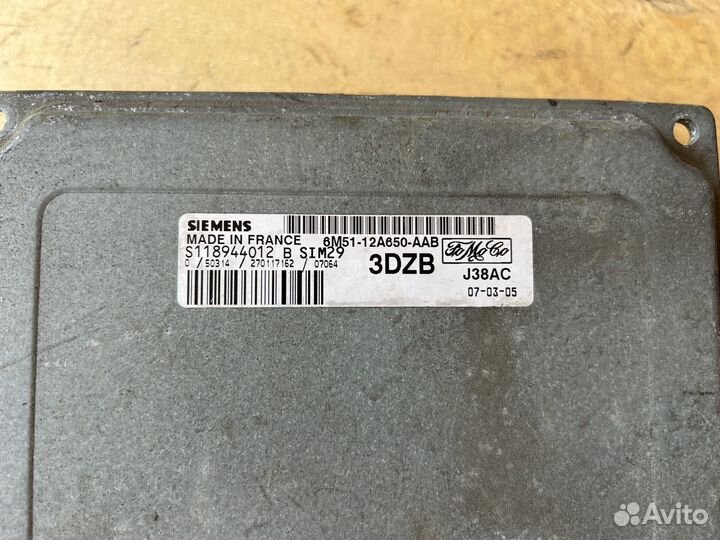 SIEMENS
MADE IN FRANCE 6M51-12A650-AAB
S118944012 B SIM29
0 / 50314 / 270117162 / 07064
3DZB
FoMoCo
J38AC
07-03-05
Avito